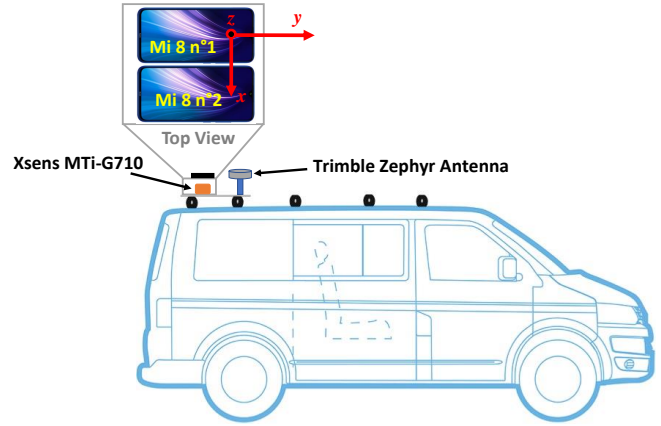 z
y
Mi 8 n°1
Mi 8 n°2
x
Top View
Xsens MTi-G710
Trimble Zephyr Antenna